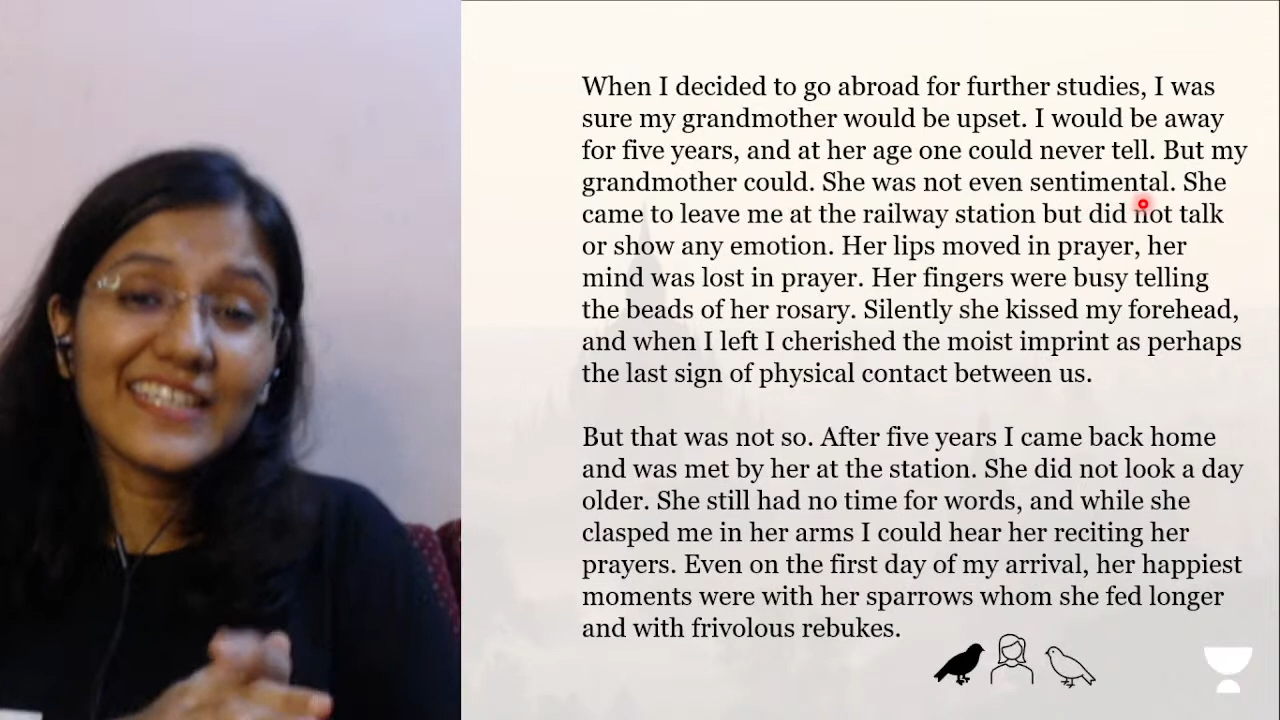 When I decided to go abroad for further studies, I was
sure my grandmother would be upset. I would be away
for five years, and at her age one could never tell. But my
grandmother could. She was not even sentimental. She
came to leave me at the railway station but did not talk
or show any emotion. Her lips moved in prayer, her
mind was lost in prayer. Her fingers were busy telling
the beads of her rosary. Silently she kissed my forehead,
and when I left I cherished the moist imprint as perhaps
the last sign of physical contact between us.
But that was not so. After five years I came back home
and was met by her at the station. She did not look a day
older. She still had no time for words, and while she
clasped me in her arms I could hear her reciting her
prayers. Even on the first day of my arrival, her happiest
moments were with her sparrows whom she fed longer
and with frivolous rebukes.